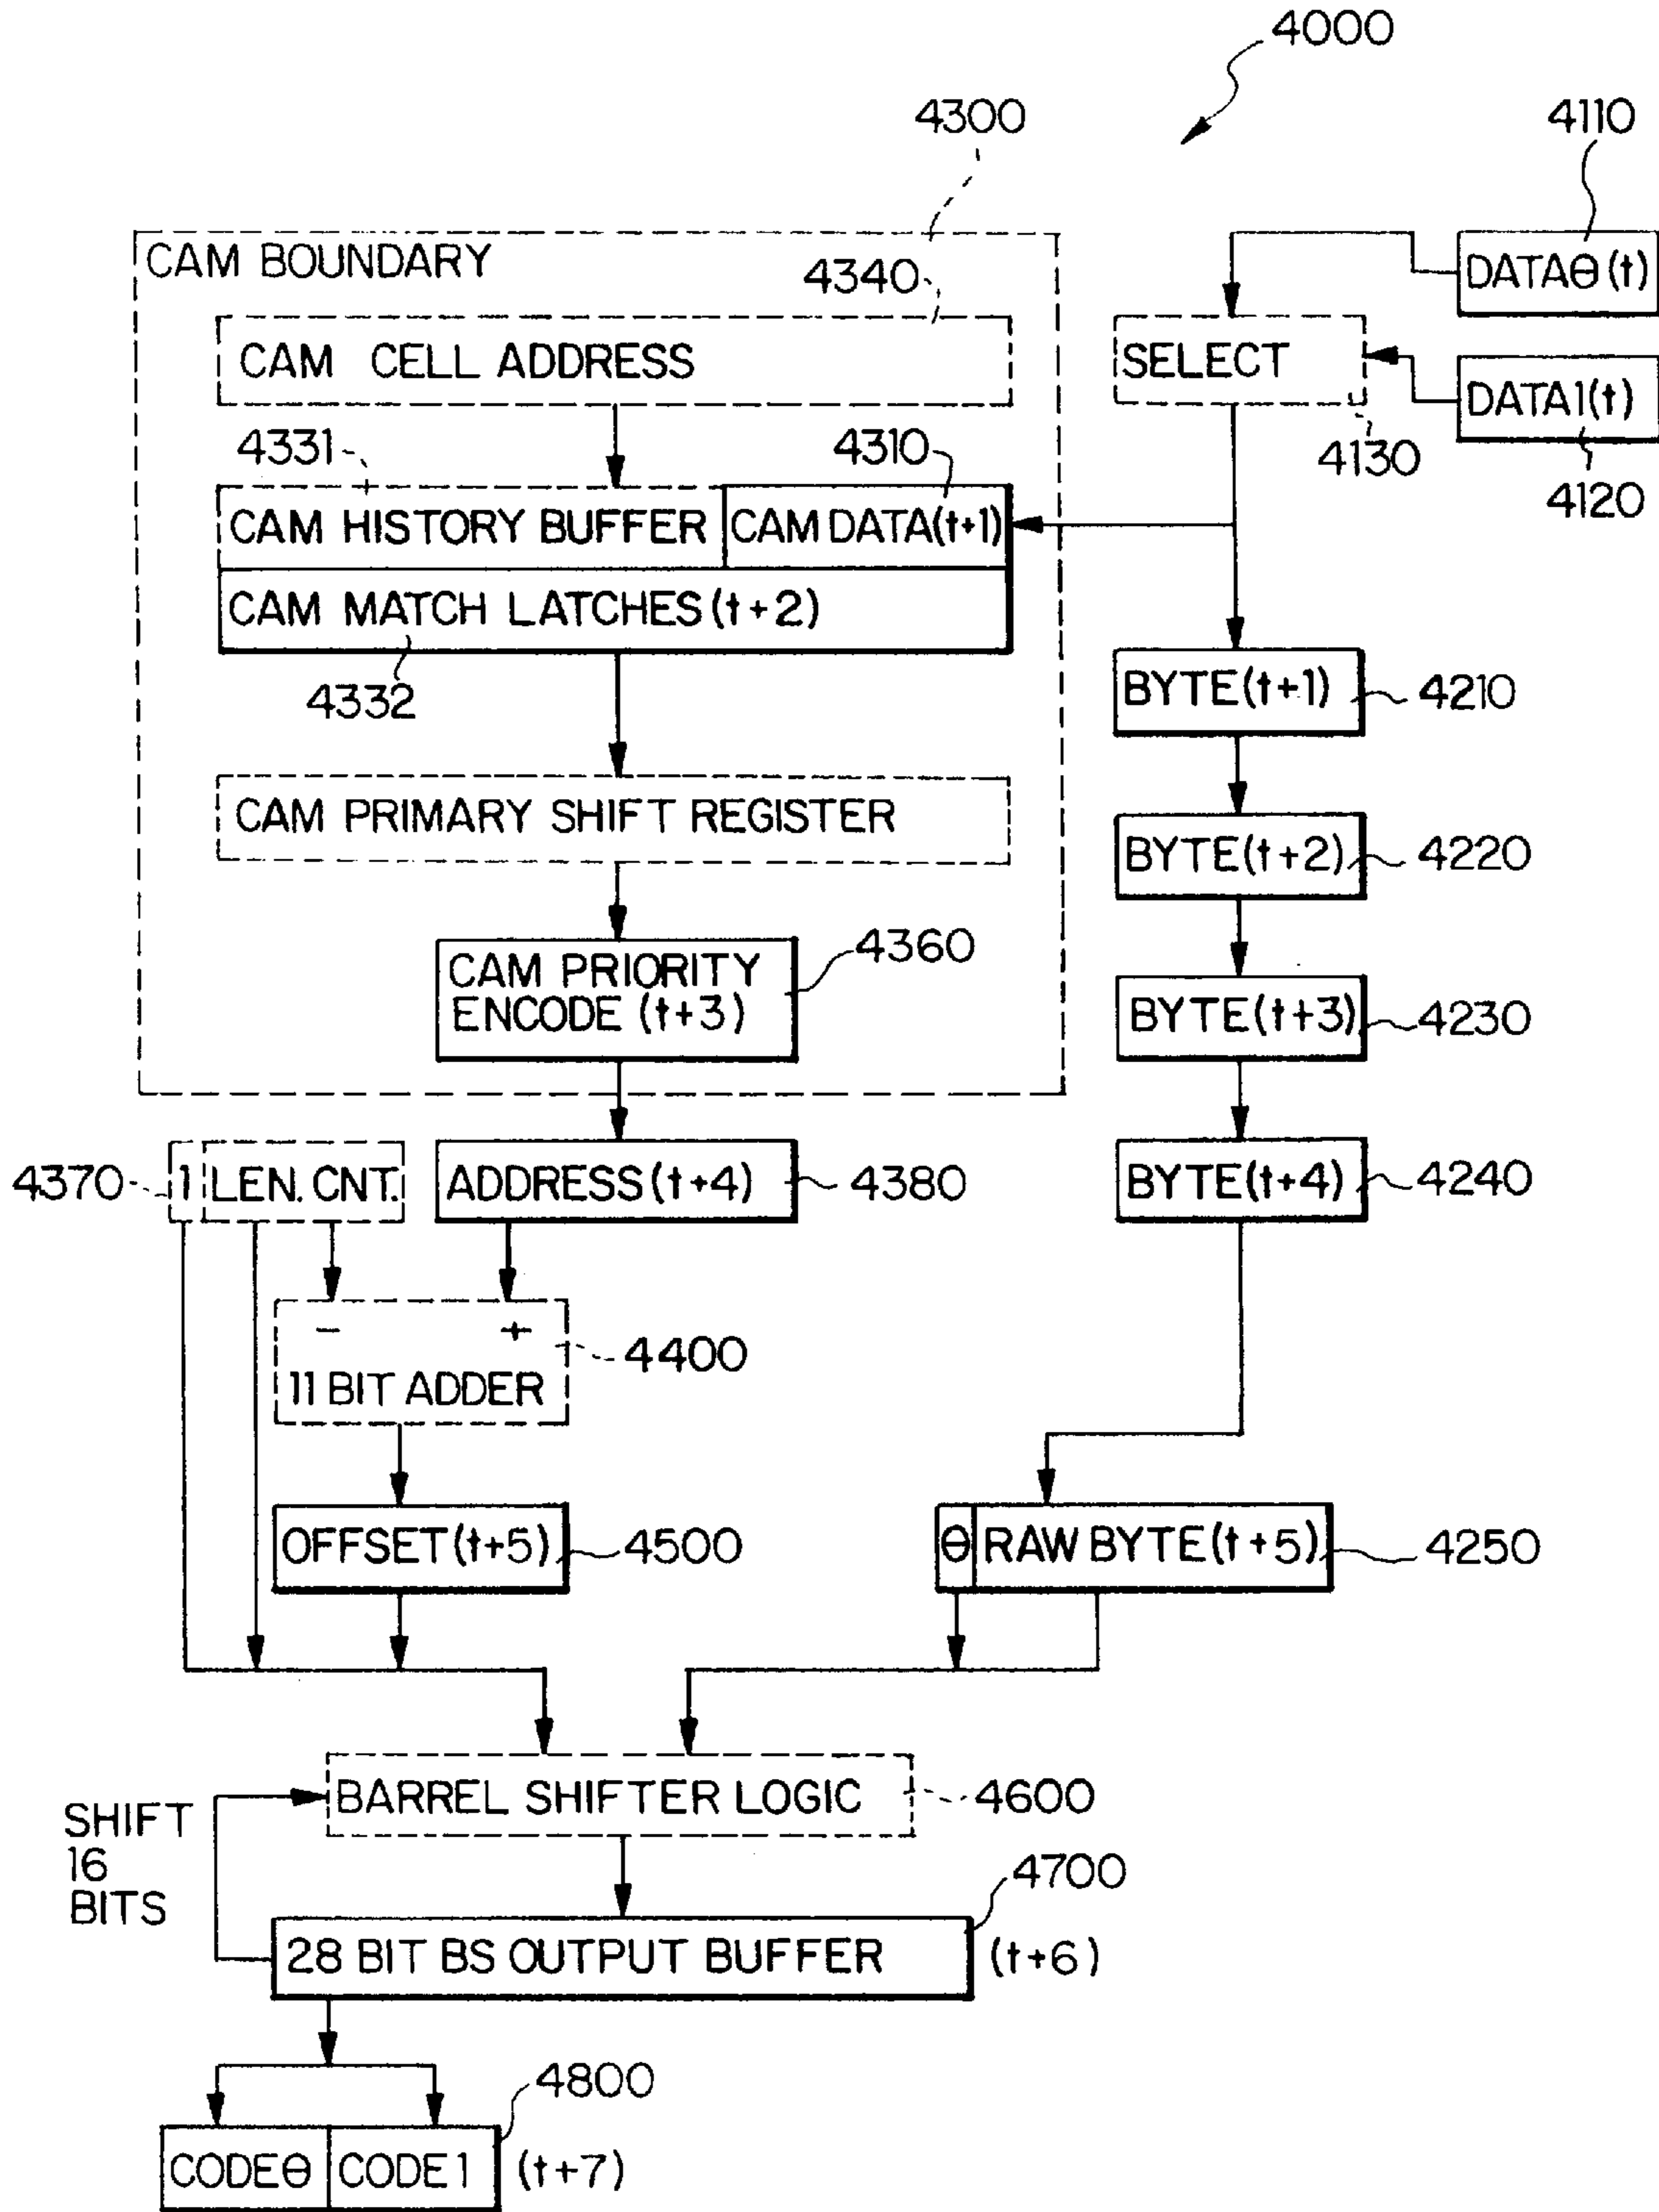 4000
4300
4110
CAM BOUNDARY
4340
DATAΘ(t)
CAM CELL ADDRESS
SELECT
DATA1(t)
4331
4310
4130
4120
CAM HISTORY BUFFER
CAM DATA(t+1)
CAM MATCH LATCHES(t+2)
4332
BYTE(t+1)
4210
CAM PRIMARY SHIFT REGISTER
BYTE(t+2)
4220
4360
CAM PRIORITY
ENCODE (t+3)
BYTE(t+3)
4230
4370
1
LEN. CNT.
ADDRESS(t+4)
4380
BYTE(t+4)
4240
− +
11 BIT ADDER
4400
OFFSET(t+5)
4500
Θ
RAW BYTE(t+5)
4250
BARREL SHIFTER LOGIC
4600
SHIFT
16
BITS
4700
28 BIT BS OUTPUT BUFFER
(t+6)
4800
CODEΘ
CODE1
(t+7)